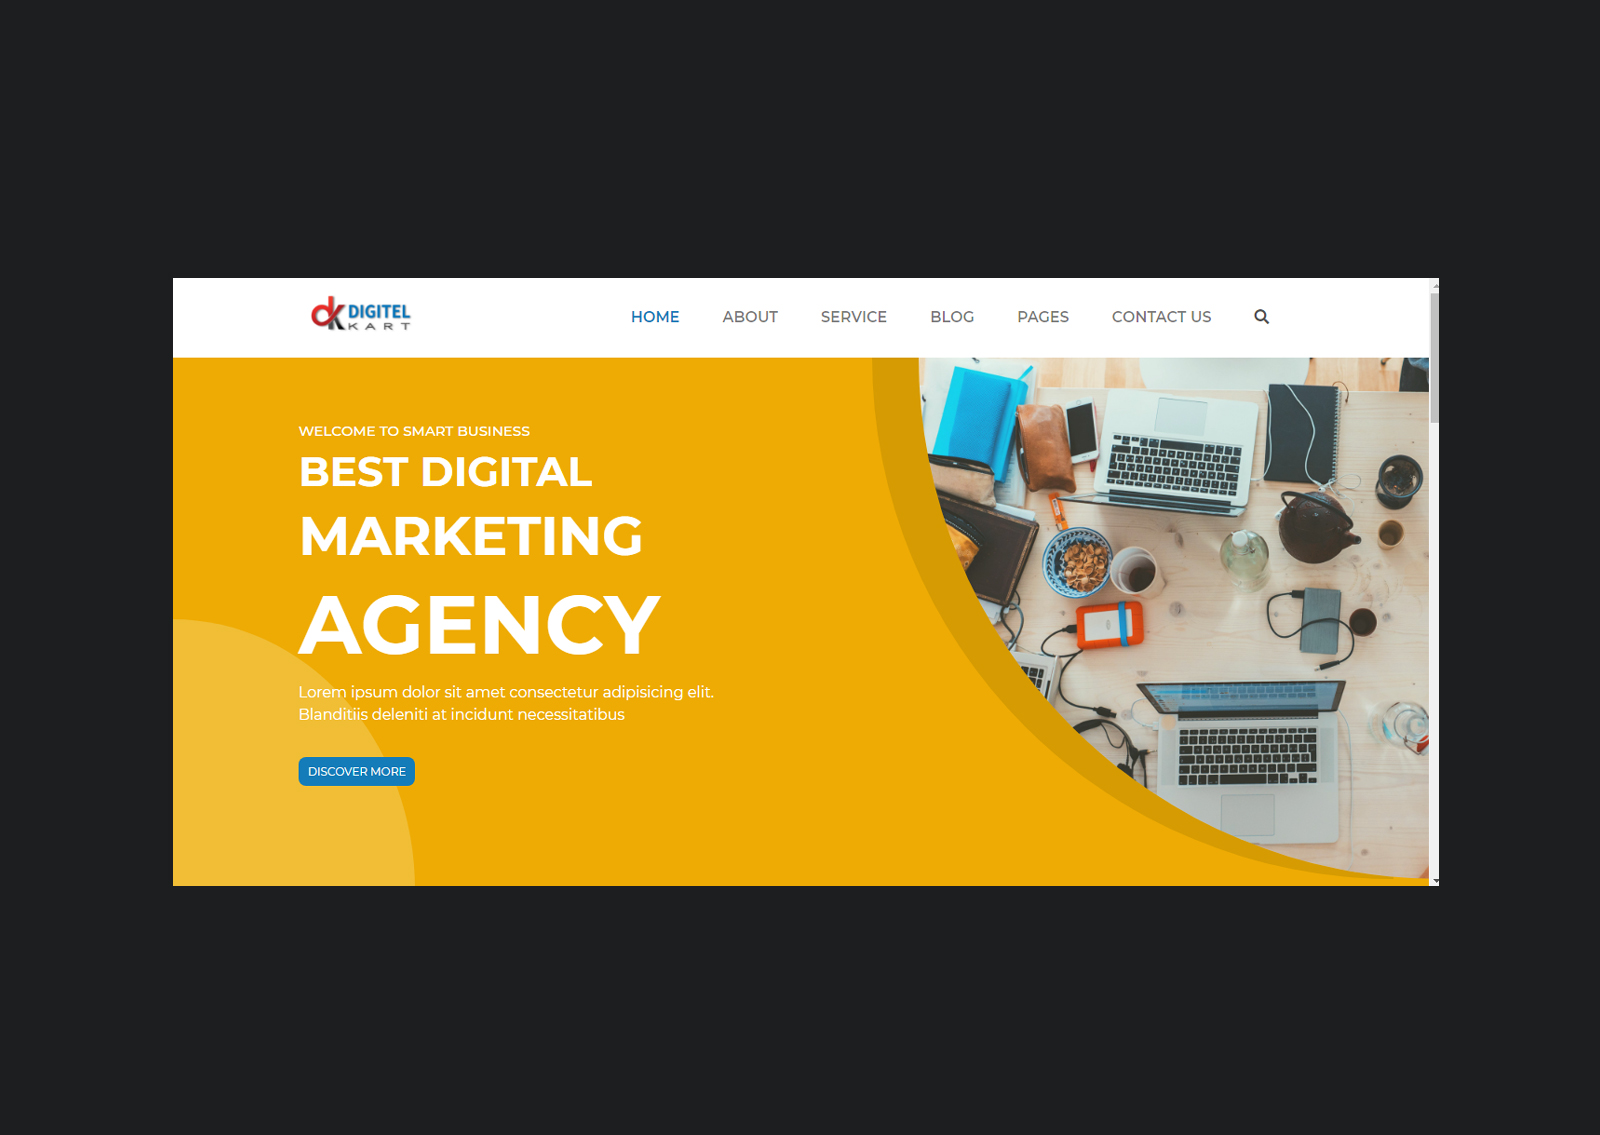 dk DIGITEL
KART
HOME ABOUT SERVICE BLOG PAGES CONTACT US
WELCOME TO SMART BUSINESS
BEST DIGITAL
MARKETING
AGENCY
Lorem ipsum dolor sit amet consectetur adipisicing elit.
Blanditiis deleniti at incidunt necessitatibus
DISCOVER MORE